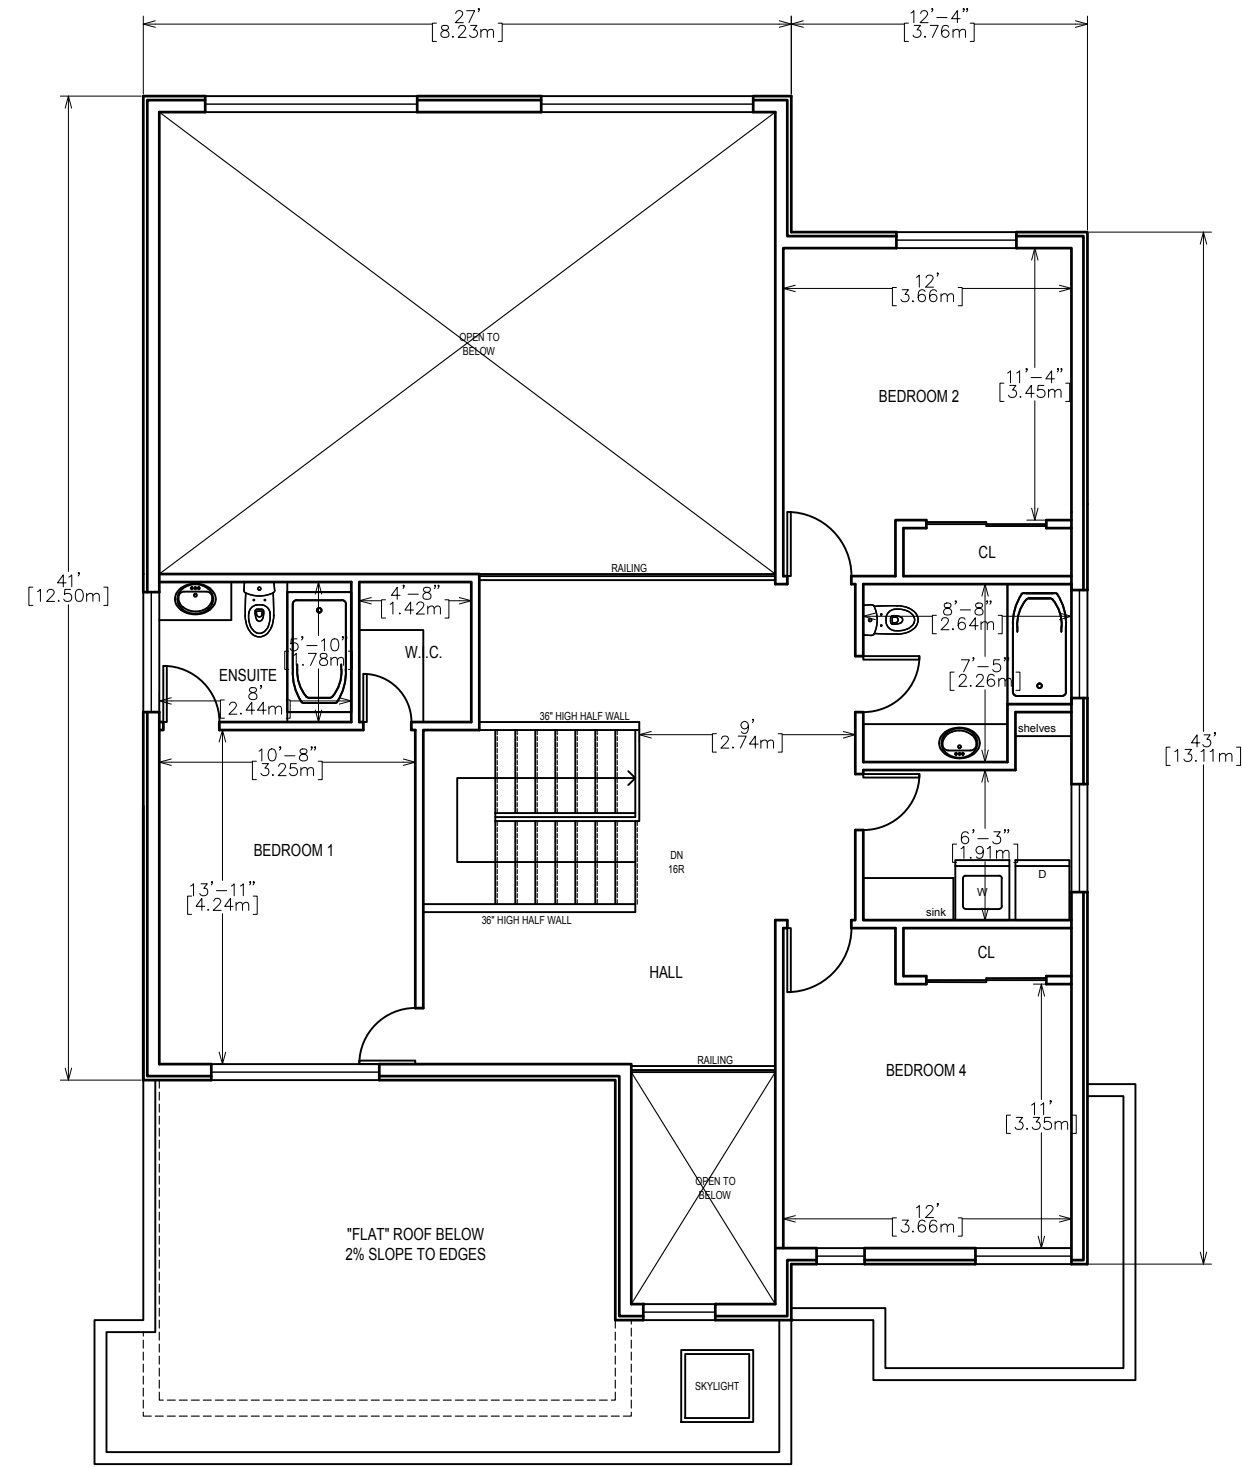 27'
[8.23m]
12'-4"
[3.76m]
12'
[3.66m]
OPEN TO
BELOW
11'-4"
[3.45m]
BEDROOM 2
CL
RAILING
41'
[12.50m]
4'-8"
[1.42m]
8'-8"
[2.64m]
5'-10"
[1.78m]
W.I.C.
ENSUITE
8'
[2.44m]
7'-5"
[2.26m]
36" HIGH HALF WALL
shelves
9'
[2.74m]
43'
[13.11m]
10'-8"
[3.25m]
BEDROOM 1
DN
16R
6'-3"
[1.91m]
W
D
13'-11"
[4.24m]
sink
36" HIGH HALF WALL
CL
HALL
RAILING
BEDROOM 4
11'
[3.35m]
OPEN TO
BELOW
12'
[3.66m]
"FLAT" ROOF BELOW
2% SLOPE TO EDGES
SKYLIGHT